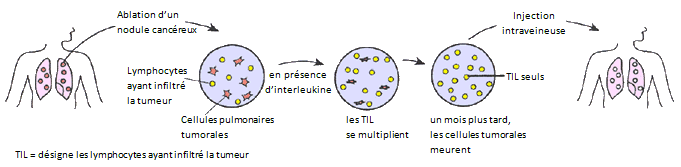 Ablation d'un
nodule cancéreux
Lymphocytes
ayant infiltré
la tumeur
Cellules pulmonaires
tumorales
en présence
d'interleukine
les TIL
se multiplient
TIL seuls
un mois plus tard,
les cellules tumorales
meurent
Injection
intraveineuse
TIL = désigne les lymphocytes ayant infiltré la tumeur